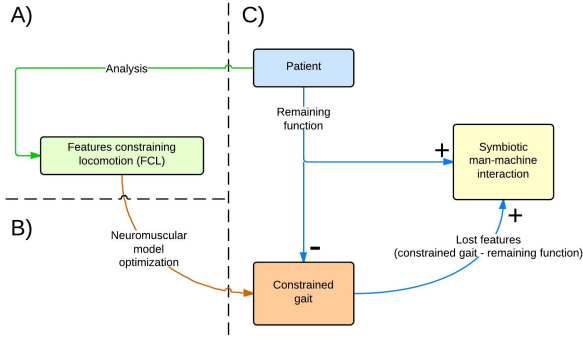 A)
C)
Patient
Analysis
Remaining
function
Features constraining
locomotion (FCL)
+
Symbiotic
man-machine
interaction
B)
+
Neuromuscular
model
optimization
Lost features
(constrained gait - remaining function)
-
Constrained
gait